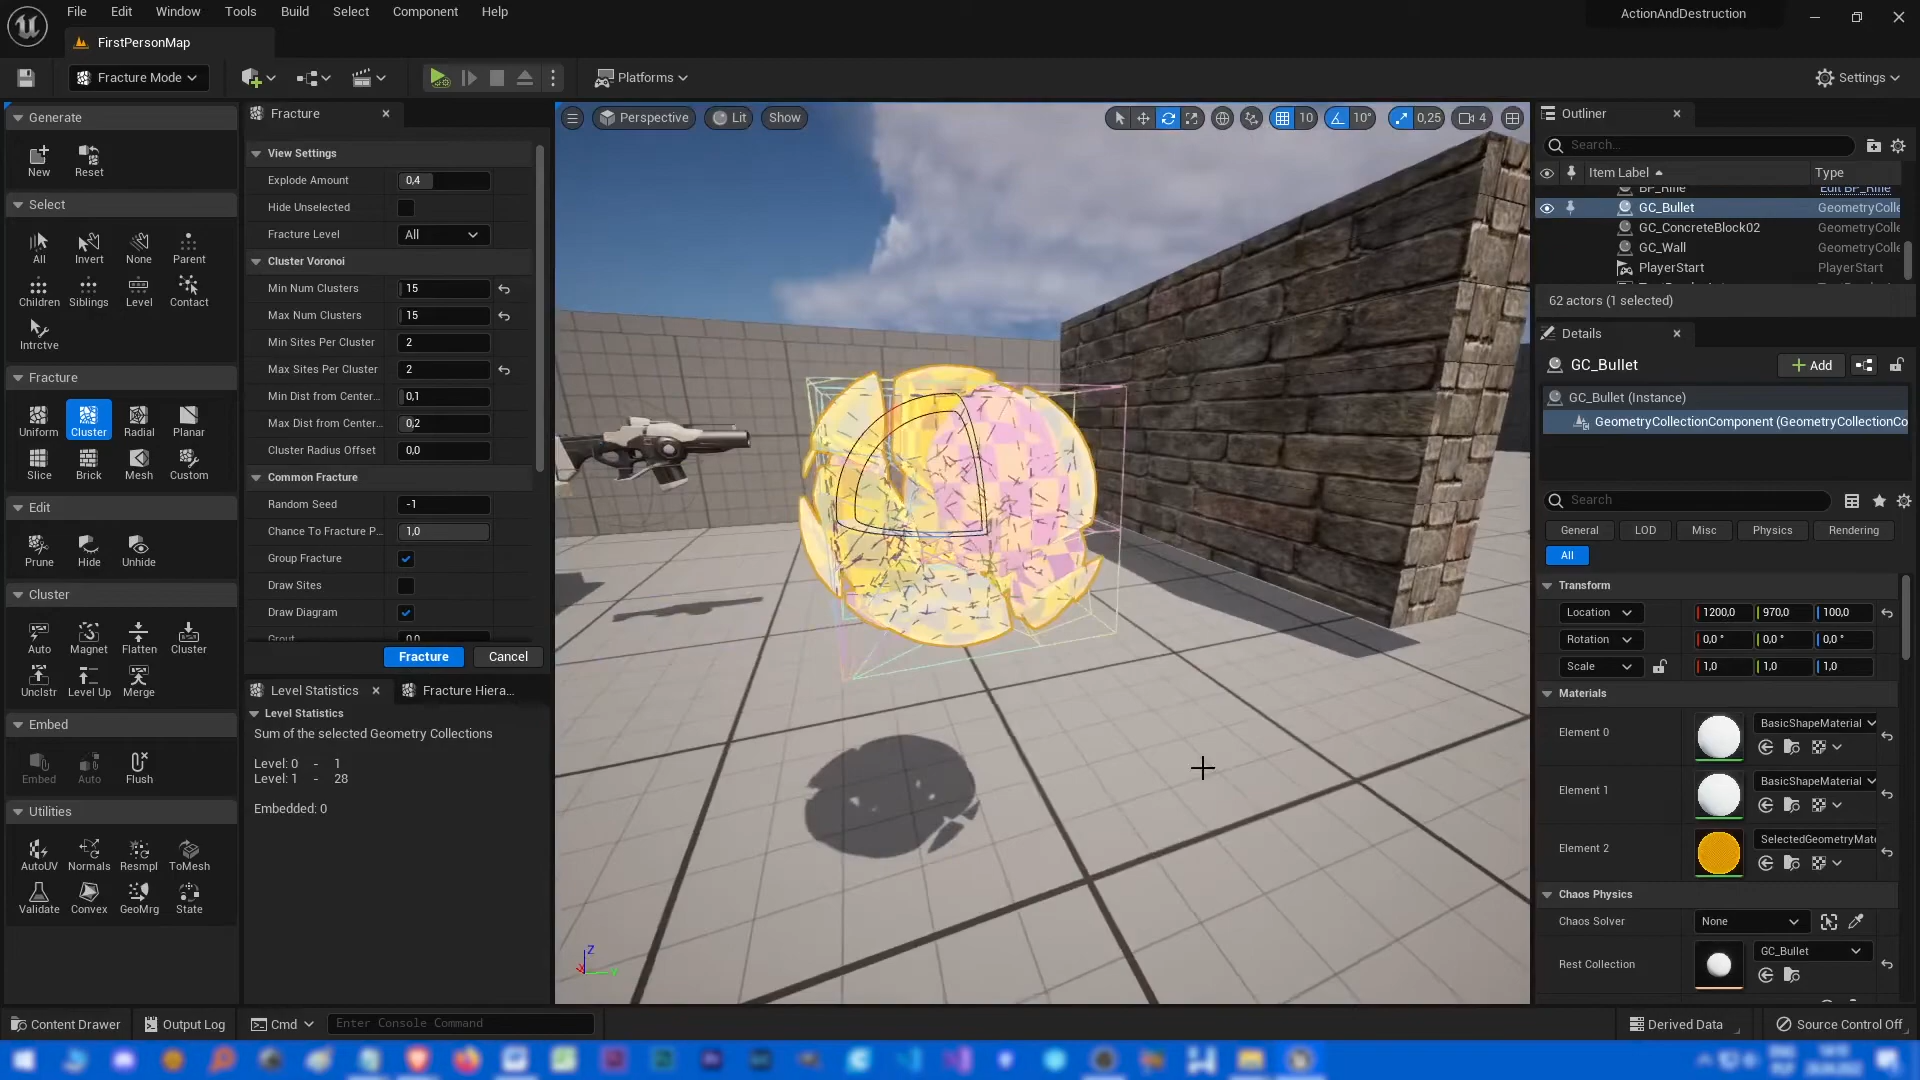 File Edit Window Tools Build Select Component Help
ActionAndDestruction
FirstPersonMap
Fracture Mode
Platforms
Settings
Generate
New Reset
Select
All Invert None Parent
Children Siblings Level Contact
Intrctve
Fracture
Uniform Cluster Radial Planar
Slice Brick Mesh Custom
Edit
Prune Hide Unhide
Cluster
Auto Magnet Flatten Cluster
Unclstr Level Up Merge
Embed
Embed Auto Flush
Utilities
AutoUV Normals Resmpl ToMesh
Validate Convex GeoMrg State
Fracture
View Settings
Explode Amount 0,4
Hide Unselected
Fracture Level All
Cluster Voronoi
Min Num Clusters 15
Max Num Clusters 15
Min Sites Per Cluster 2
Max Sites Per Cluster 2
Min Dist from Center... 0,1
Max Dist from Center... 0,2
Cluster Radius Offset 0,0
Common Fracture
Random Seed -1
Chance To Fracture P... 1,0
Group Fracture
Draw Sites
Draw Diagram
Grout 0,0
Fracture Cancel
Level Statistics Fracture Hiera...
Level Statistics
Sum of the selected Geometry Collections
Level: 0 - 1
Level: 1 - 28
Embedded: 0
Perspective Lit Show
10 10° 0,25 4
Z
Y
Outliner
Search...
Item Label Type
BP_Rifle Edit BP_Rifle
GC_Bullet GeometryColle
GC_ConcreteBlock02 GeometryColle
GC_Wall GeometryColle
PlayerStart PlayerStart
62 actors (1 selected)
Details
GC_Bullet Add
GC_Bullet (Instance)
GeometryCollectionComponent (GeometryCollectionCo
Search
General LOD Misc Physics Rendering
All
Transform
Location 1200,0 970,0 100,0
Rotation 0,0 ° 0,0 ° 0,0 °
Scale 1,0 1,0 1,0
Materials
Element 0 BasicShapeMaterial
Element 1 BasicShapeMaterial
Element 2 SelectedGeometryMate
Chaos Physics
Chaos Solver None
Rest Collection GC_Bullet
Content Drawer Output Log Cmd Enter Console Command
Derived Data Source Control Off